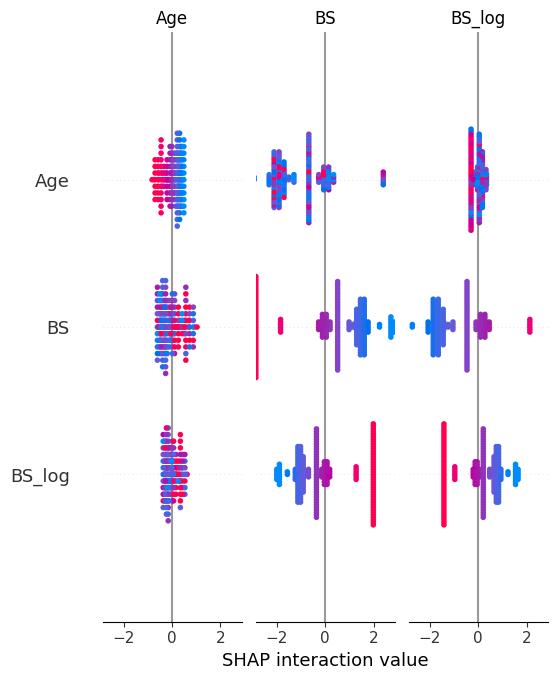 Age BS BS_log
Age
BS
BS_log
−2 0 2 −2 0 2 −2 0 2
SHAP interaction value